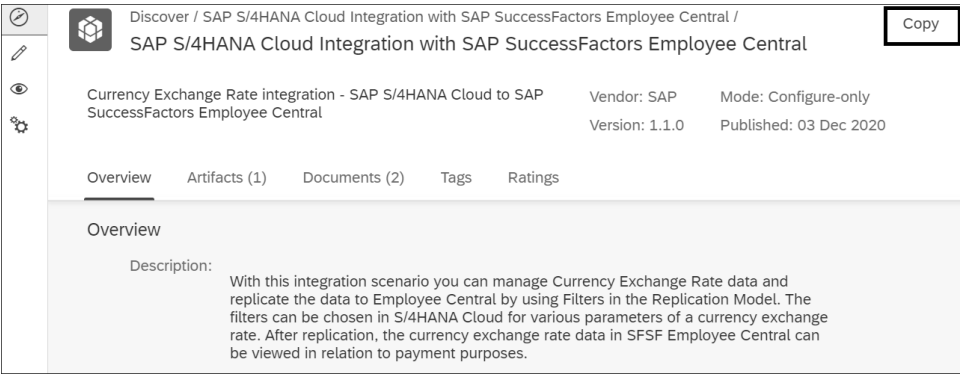 Discover / SAP S/4HANA Cloud Integration with SAP SuccessFactors Employee Central /
Copy
SAP S/4HANA Cloud Integration with SAP SuccessFactors Employee Central
Currency Exchange Rate integration - SAP S/4HANA Cloud to SAP
SuccessFactors Employee Central
Vendor: SAP
Mode: Configure-only
Version: 1.1.0
Published: 03 Dec 2020
Overview
Artifacts (1)
Documents (2)
Tags
Ratings
Overview
Description:
With this integration scenario you can manage Currency Exchange Rate data and
replicate the data to Employee Central by using Filters in the Replication Model. The
filters can be chosen in S/4HANA Cloud for various parameters of a currency exchange
rate. After replication, the currency exchange rate data in SFSF Employee Central can
be viewed in relation to payment purposes.